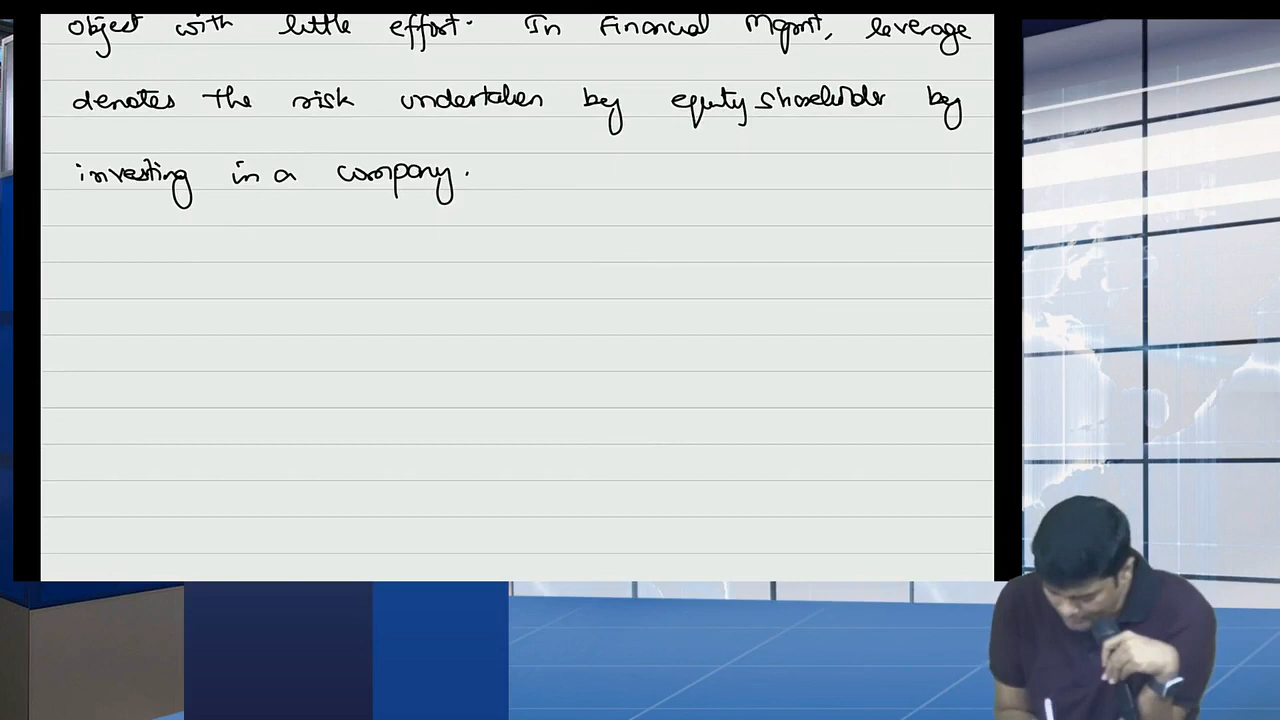 object with little effort. In Financial Mgmt, leverage
denotes the risk undertaken by equity shareholder by
investing in a company.